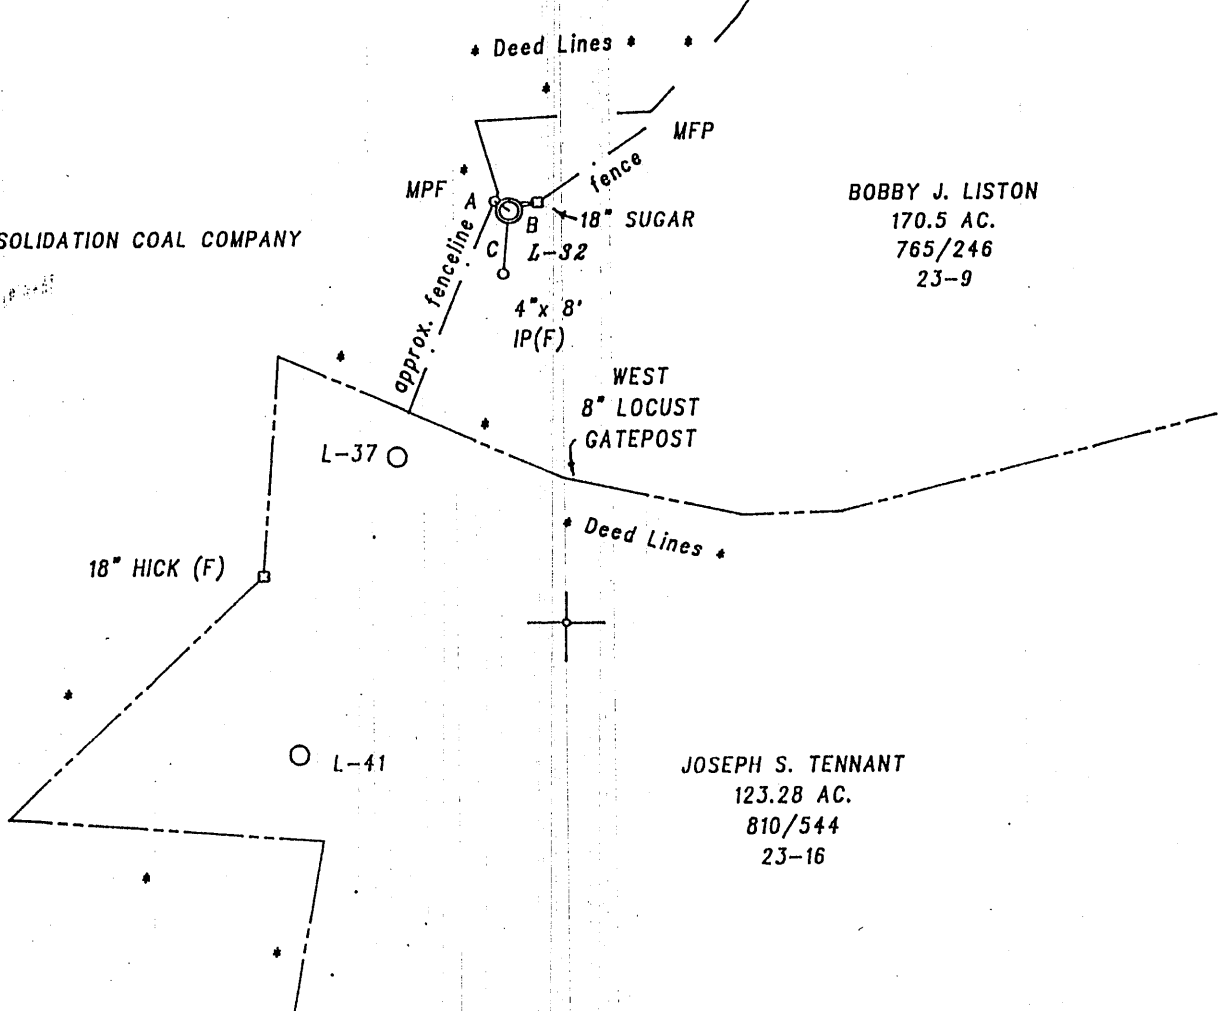 * Deed Lines * *
*
MFP
fence
MPF *
A
B
18" SUGAR
C
L-32
approx. fenceline
4"x 8'
IP(F)
BOBBY J. LISTON
170.5 AC.
765/246
23-9
SOLIDATION COAL COMPANY
*
WEST
8" LOCUST
GATEPOST
*
L-37
* Deed Lines *
18" HICK (F)
*
L-41
JOSEPH S. TENNANT
123.28 AC.
810/544
23-16
*
*